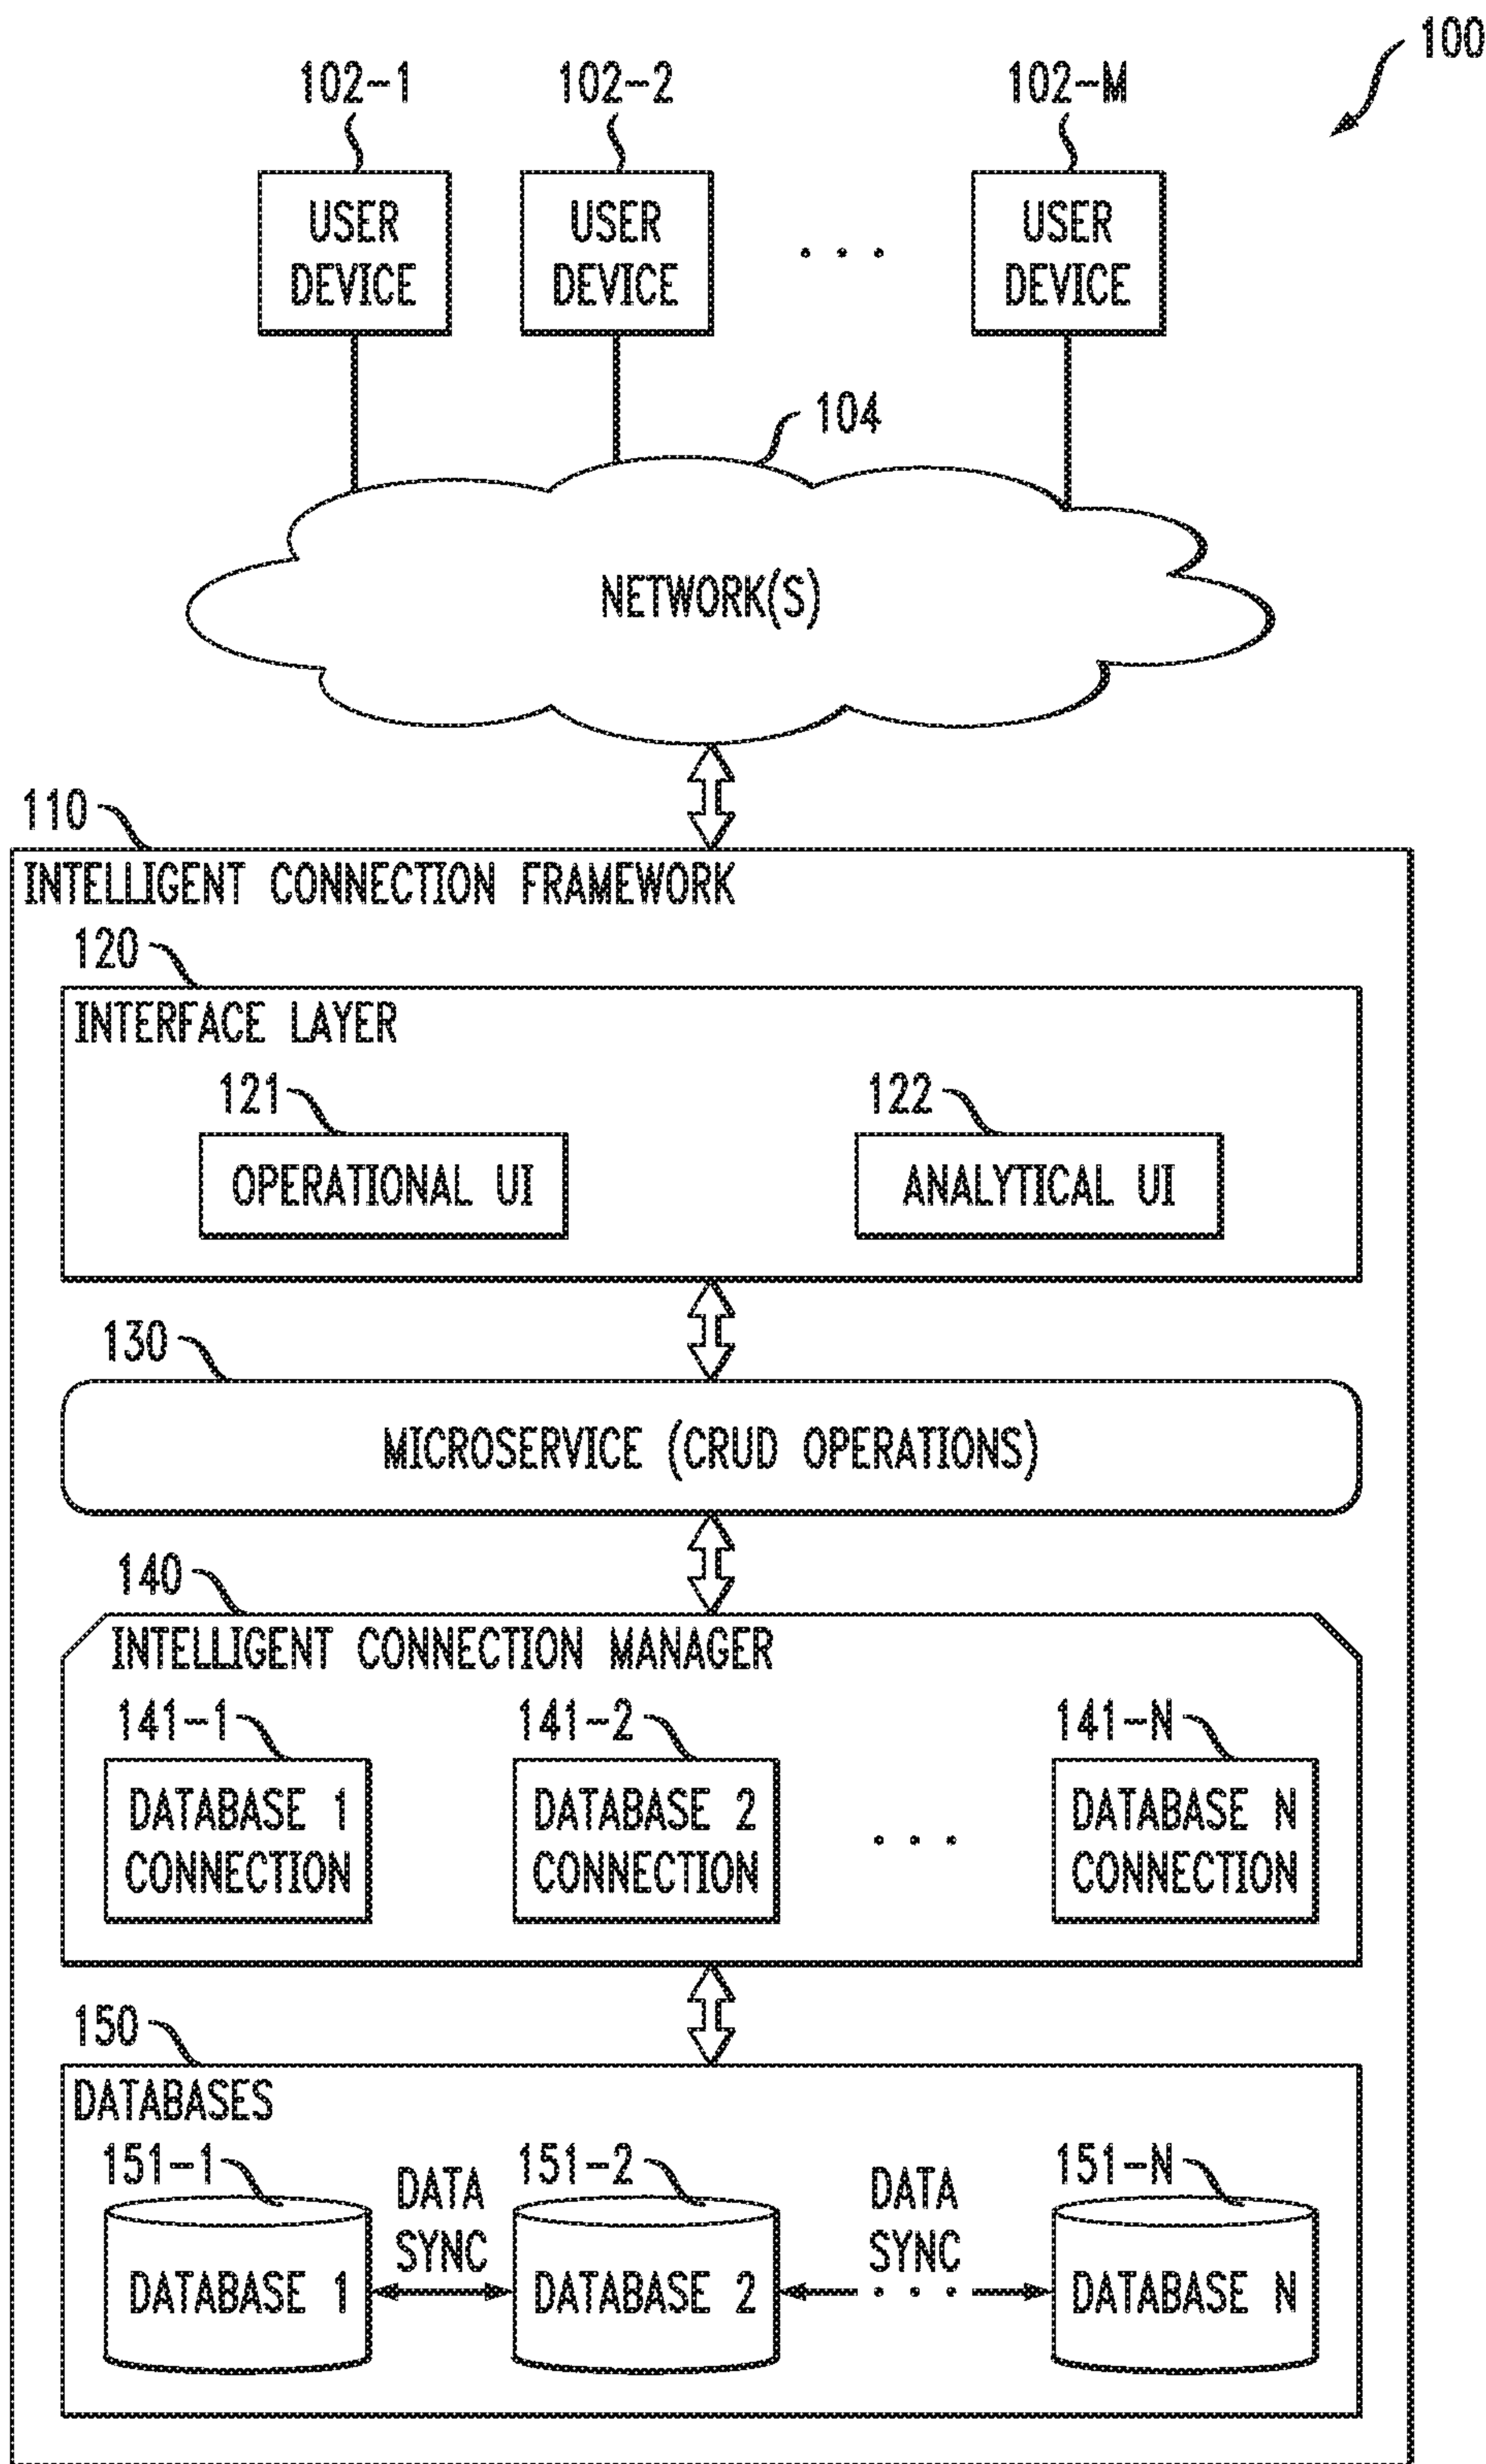 100
102-1 102-2 102-M
USER DEVICE
USER DEVICE
. . .
USER DEVICE
104
NETWORK(S)
110
INTELLIGENT CONNECTION FRAMEWORK
120
INTERFACE LAYER
121
122
OPERATIONAL UI
ANALYTICAL UI
130
MICROSERVICE (CRUD OPERATIONS)
140
INTELLIGENT CONNECTION MANAGER
141-1
141-2
141-N
DATABASE 1
CONNECTION
DATABASE 2
CONNECTION
. . .
DATABASE N
CONNECTION
150
DATABASES
151-1
DATA
SYNC
151-2
DATA
SYNC
151-N
DATABASE 1
DATABASE 2
. . .
DATABASE N